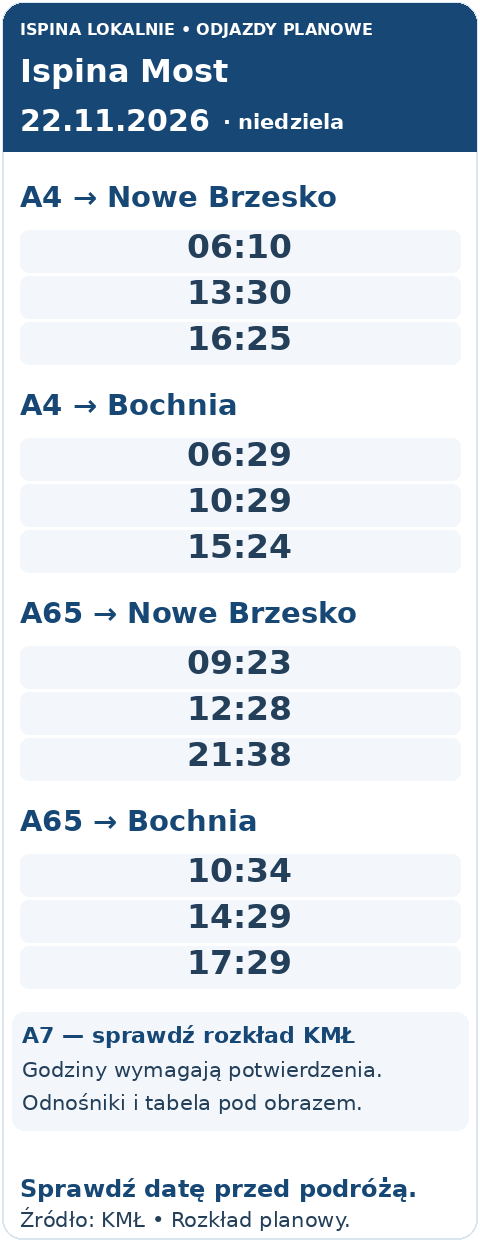 ISPINA LOKALNIE • ODJAZDY PLANOWE
Ispina Most
22.11.2026 · niedziela
A4 → Nowe Brzesko
06:10
13:30
16:25
A4 → Bochnia
06:29
10:29
15:24
A65 → Nowe Brzesko
09:23
12:28
21:38
A65 → Bochnia
10:34
14:29
17:29
A7 — sprawdź rozkład KMŁ
Godziny wymagają potwierdzenia.
Odnośniki i tabela pod obrazem.
Sprawdź datę przed podróżą.
Źródło: KMŁ • Rozkład planowy.